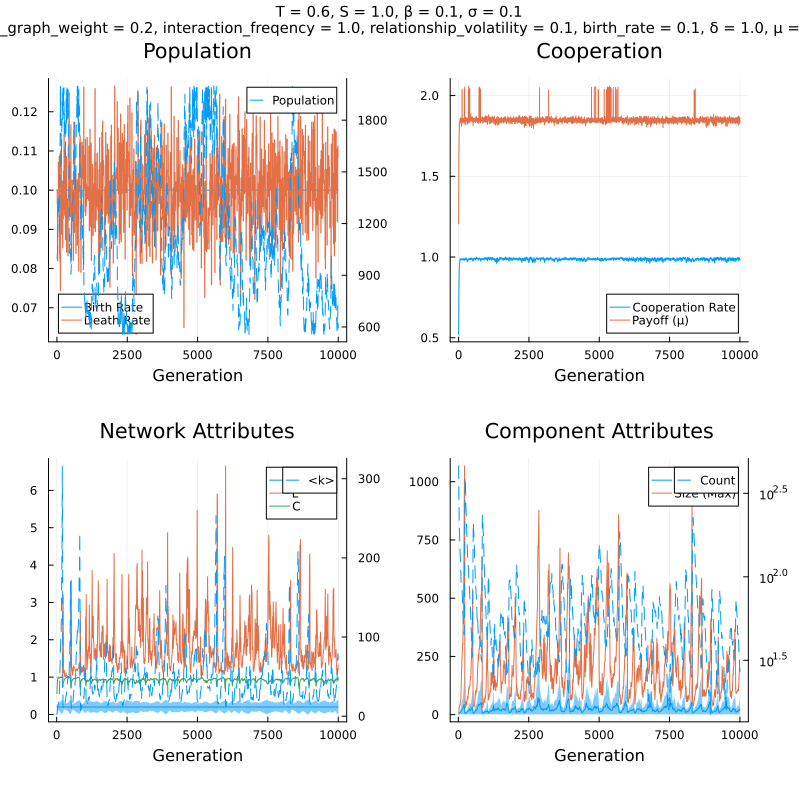 T = 0.6, S = 1.0, β = 0.1, σ = 0.1
_graph_weight = 0.2, interaction_freqency = 1.0, relationship_volatility = 0.1, birth_rate = 0.1, δ = 1.0, μ =
Population
Cooperation
0.12
0.11
0.10
0.09
0.08
0.07
Population
1800
1500
1200
900
600
Birth Rate
Death Rate
0
2500
5000
7500
10000
Generation
2.0
1.5
1.0
0.5
Cooperation Rate
Payoff (μ)
0
2500
5000
7500
10000
Generation
Network Attributes
Component Attributes
6
5
4
3
2
1
0
<k>
L
C
300
200
100
0
0
2500
5000
7500
10000
Generation
1000
750
500
250
0
Count
Size (Max)
10^2.5
10^2.0
10^1.5
0
2500
5000
7500
10000
Generation